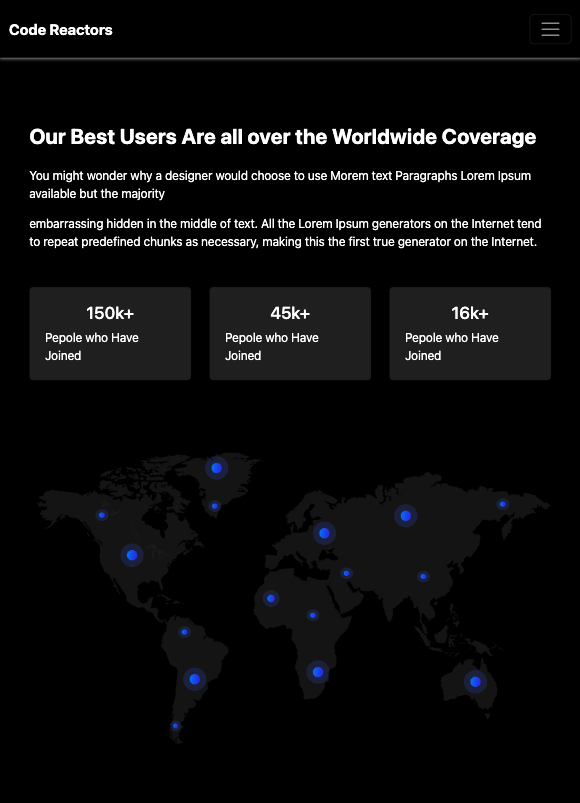 Code Reactors
Our Best Users Are all over the Worldwide Coverage
You might wonder why a designer would choose to use Morem text Paragraphs Lorem Ipsum
available but the majority
embarrassing hidden in the middle of text. All the Lorem Ipsum generators on the Internet tend
to repeat predefined chunks as necessary, making this the first true generator on the Internet.
150k+
Pepole who Have
Joined
45k+
Pepole who Have
Joined
16k+
Pepole who Have
Joined